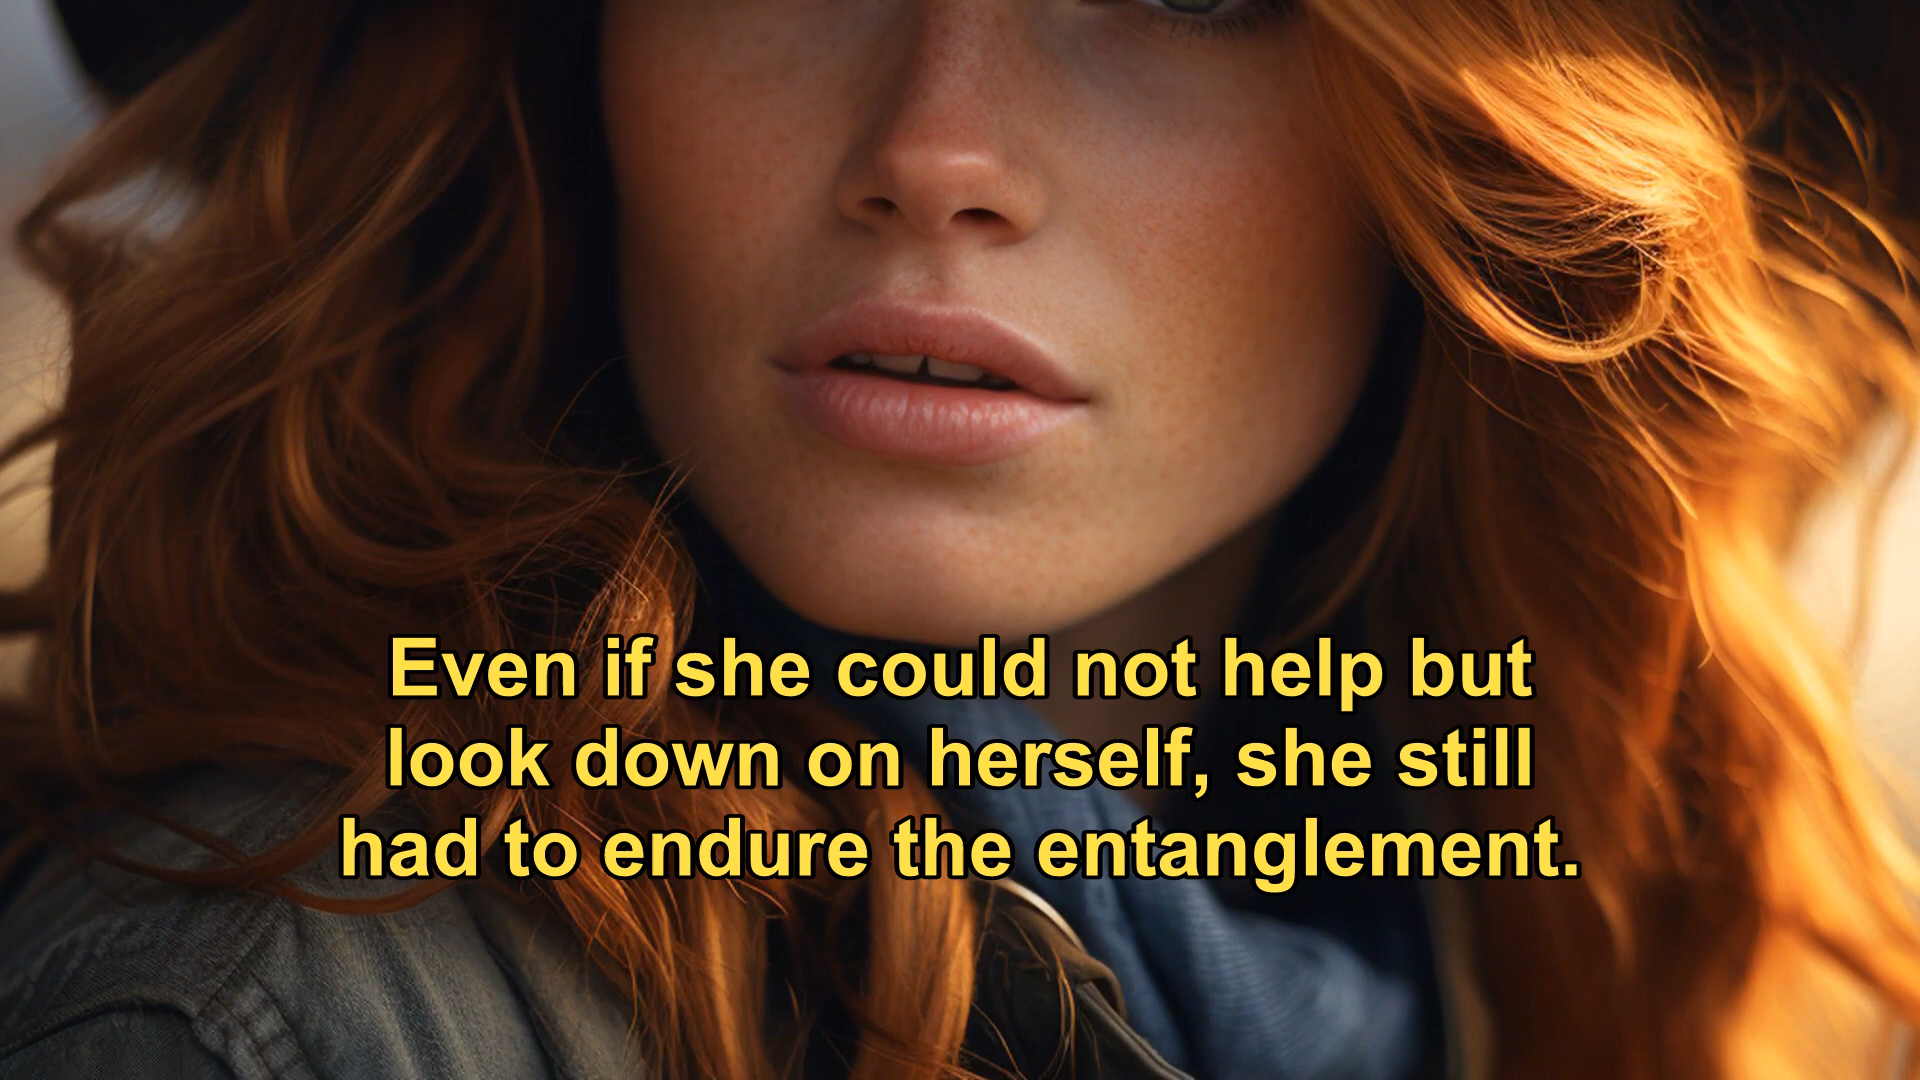 Even if she could not help but
look down on herself, she still
had to endure the entanglement.